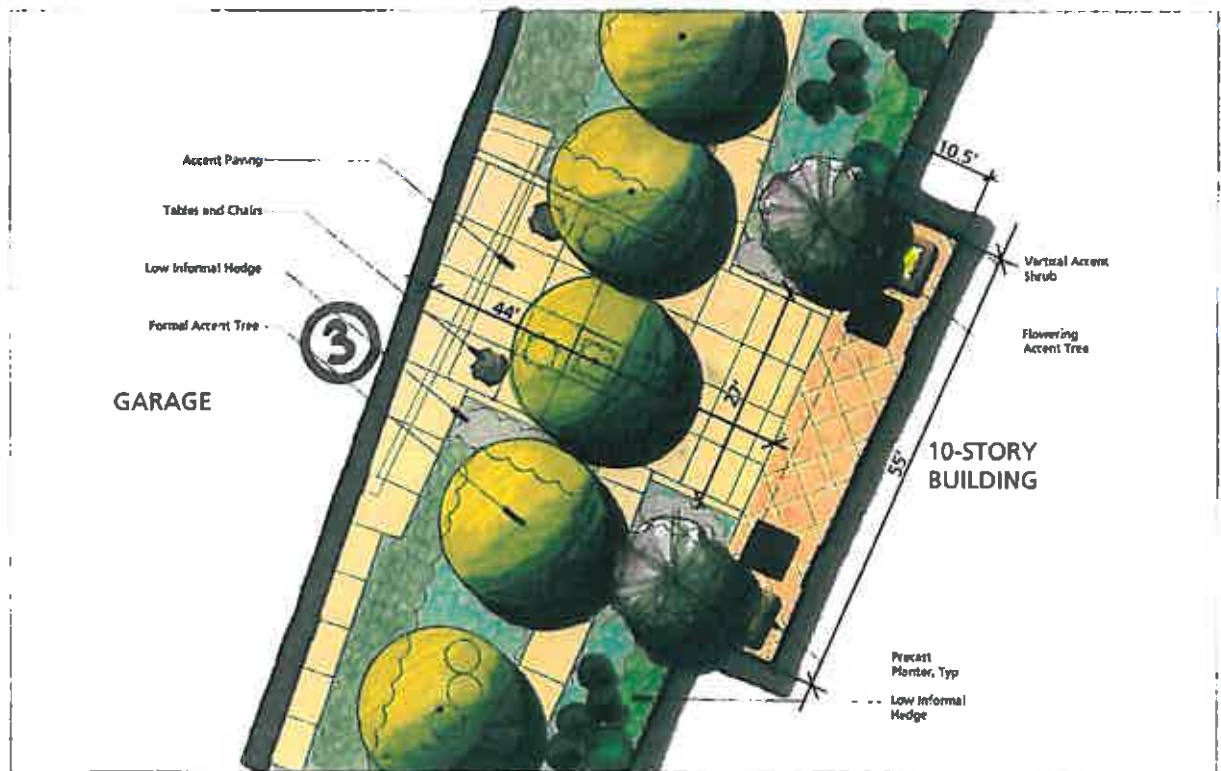 Accent Paving
Tables and Chairs
Low Informal Hedge
Formal Accent Tree
3
GARAGE
44'
27'
10.5'
55'
Vertical Accent
Shrub
Flowering
Accent Tree
10-STORY
BUILDING
Precast
Planter, Typ
Low Informal
Hedge